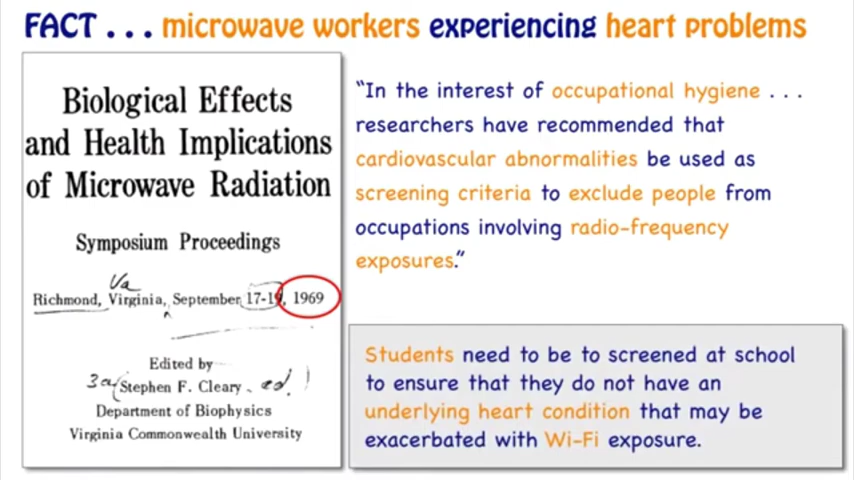 FACT . . . microwave workers experiencing heart problems
Biological Effects
and Health Implications
of Microwave Radiation
Symposium Proceedings
Va
Richmond, Virginia, September 17-19, 1969
Edited by
3a (Stephen F. Cleary, ed. )
Department of Biophysics
Virginia Commonwealth University
"In the interest of occupational hygiene . . .
researchers have recommended that
cardiovascular abnormalities be used as
screening criteria to exclude people from
occupations involving radio-frequency
exposures."
Students need to be to screened at school
to ensure that they do not have an
underlying heart condition that may be
exacerbated with Wi-Fi exposure.